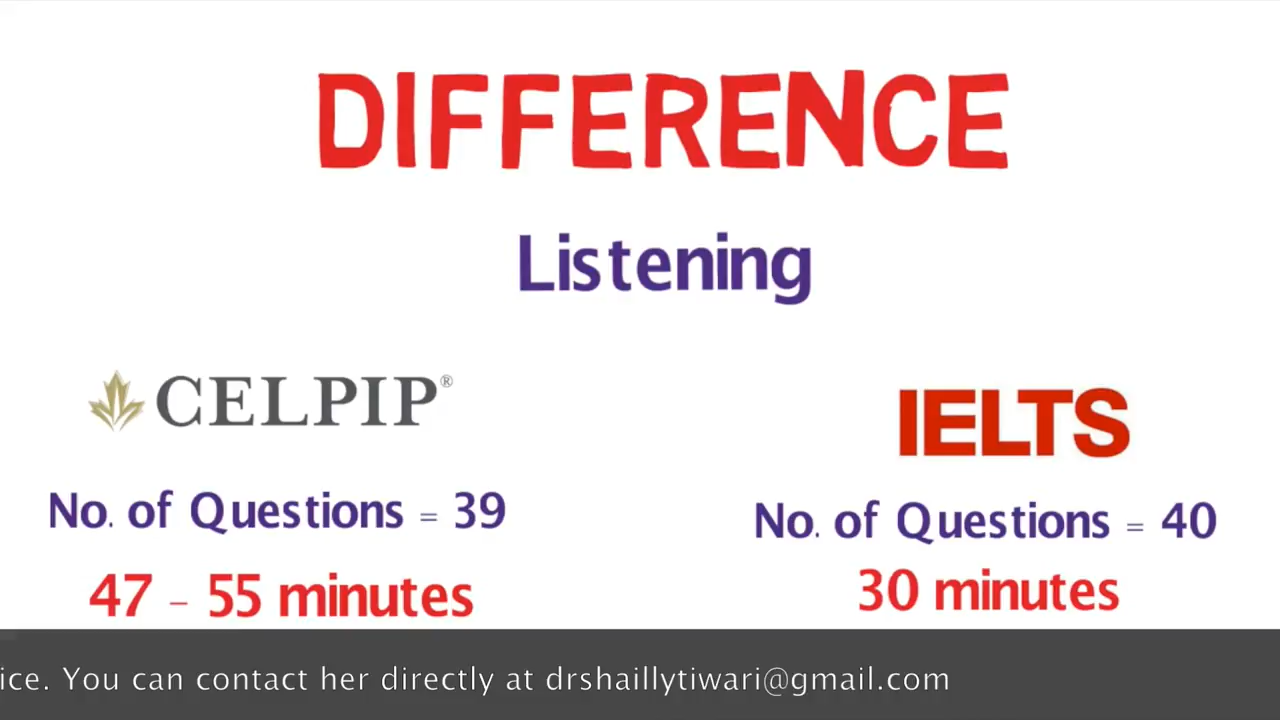 DIFFERENCE
Listening
CELPIP®
No. of Questions = 39
47 – 55 minutes
IELTS
No. of Questions = 40
30 minutes
ice. You can contact her directly at drshaillytiwari@gmail.com